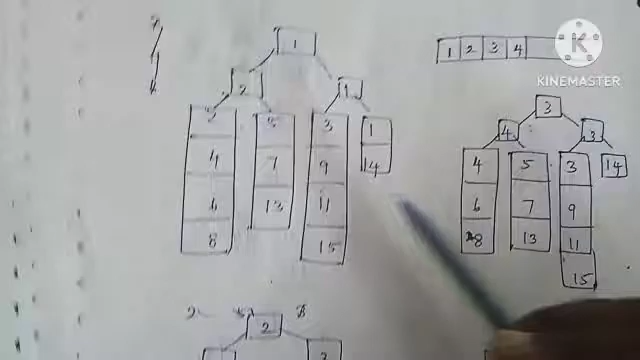 1
2 1
2 5 3 1
4 7 9 14
6 13 11
8 15
1 2 3 4
K
KINEMASTER
3
4 3
4 5 3 14
6 7 9
8 13 11
15
2
3